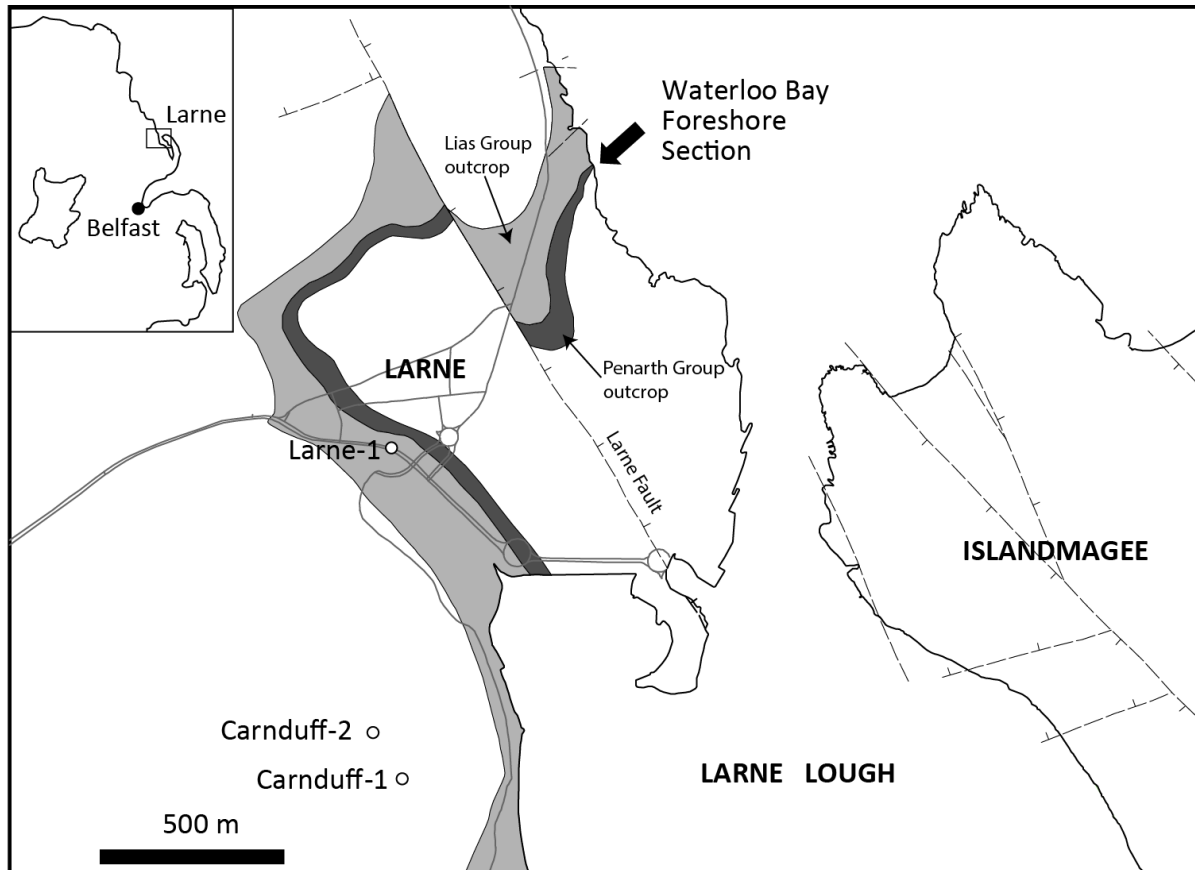 Larne
Belfast
Waterloo Bay
Foreshore
Section
Lias Group
outcrop
LARNE
Penarth Group
outcrop
Larne-1
Larne Fault
ISLANDMAGEE
Carnduff-2
Carnduff-1
LARNE LOUGH
500 m